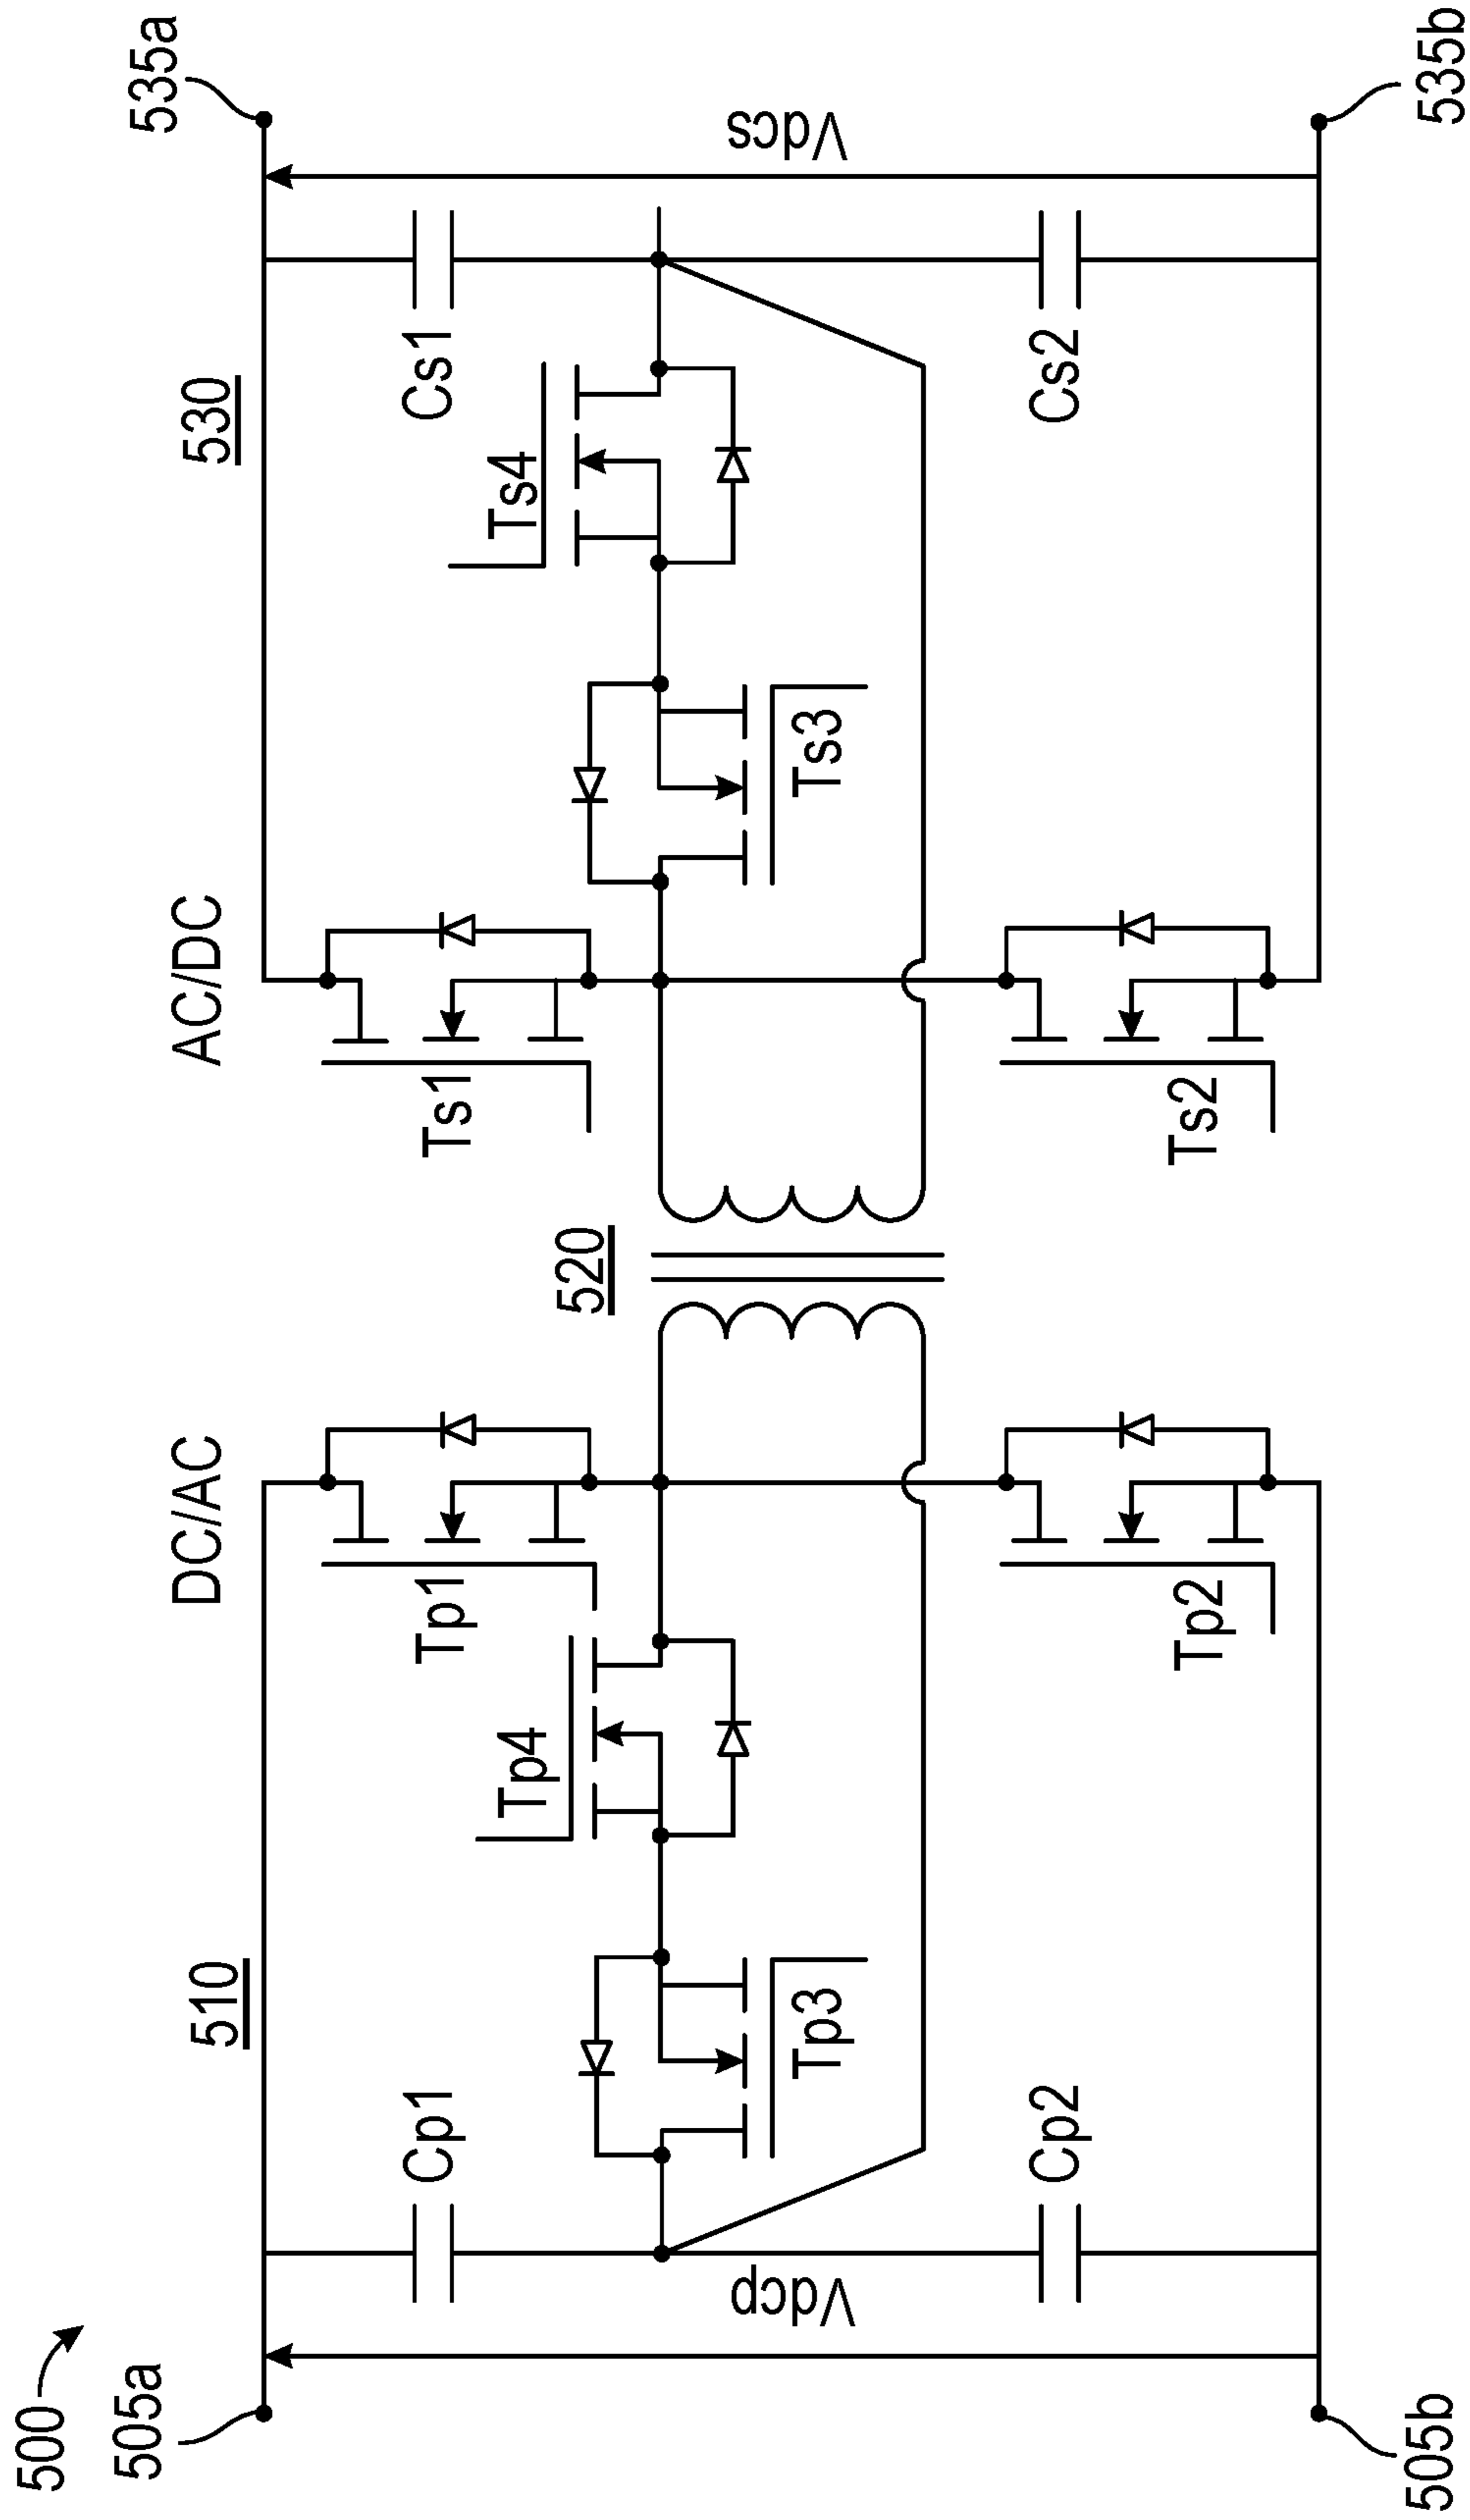 500
505a
505b
510
DC/AC
Vdcp
Cp1
Cp2
Tp3
Tp4
Tp1
Tp2
520
AC/DC
530
Ts1
Ts2
Ts3
Ts4
Cs1
Cs2
Vdcs
535a
535b